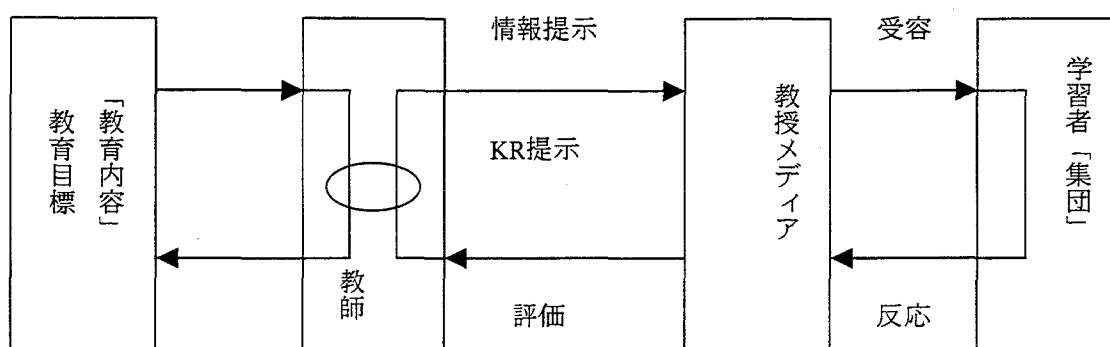 情報提示
受容
「教育内容」
教育目標
KR提示
教授メディア
学習者「集団」
教師
評価
反応